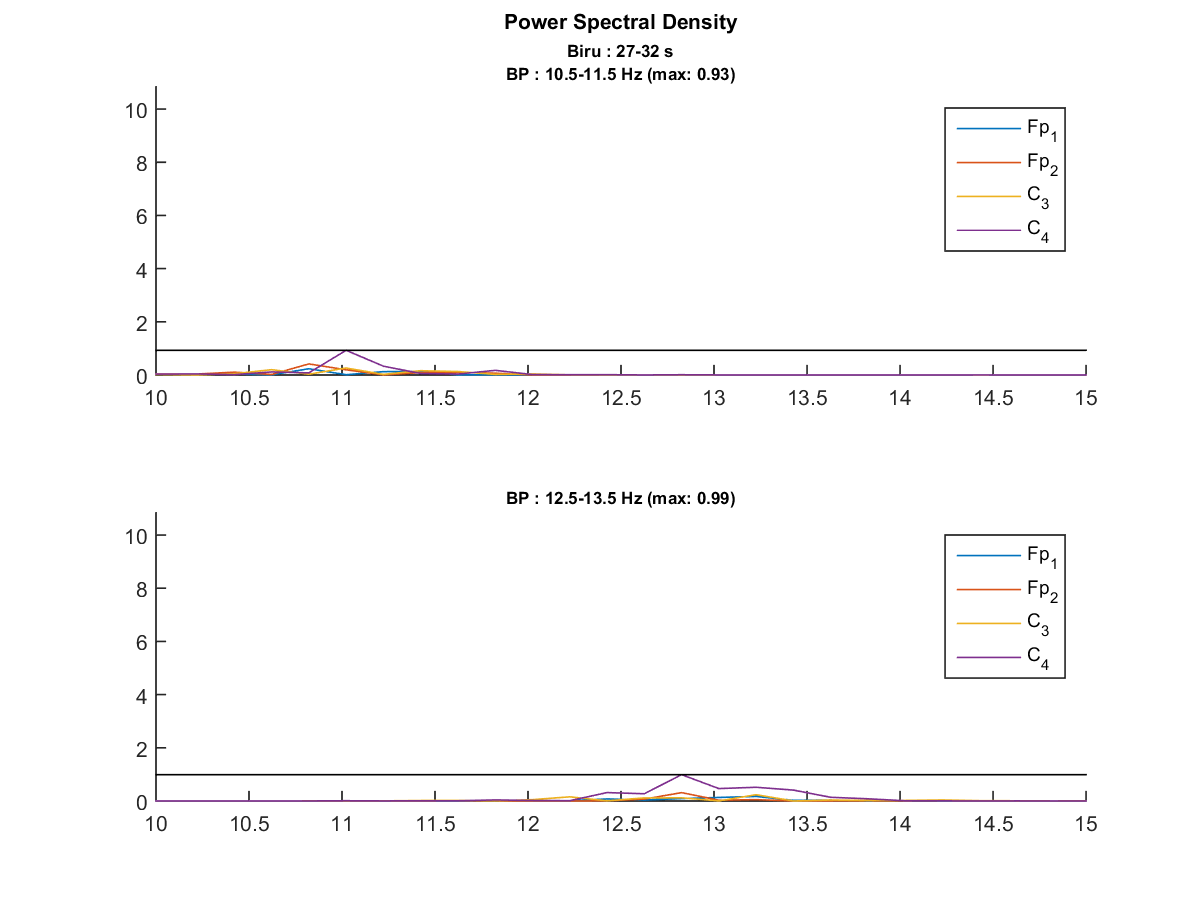 Power Spectral Density
Biru : 27-32 s
BP : 10.5-11.5 Hz (max: 0.93)
10
8
6
4
2
0
10 10.5 11 11.5 12 12.5 13 13.5 14 14.5 15
Fp1
Fp2
C3
C4
BP : 12.5-13.5 Hz (max: 0.99)
10
8
6
4
2
0
10 10.5 11 11.5 12 12.5 13 13.5 14 14.5 15
Fp1
Fp2
C3
C4